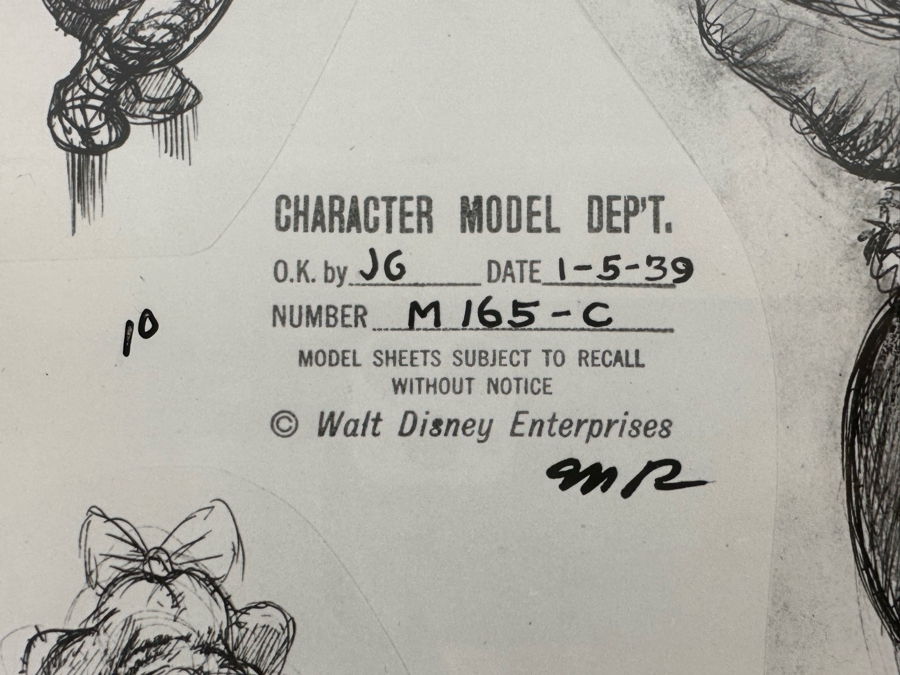 CHARACTER MODEL DEP'T.
O.K. by JG DATE 1-5-39
NUMBER M 165-C
10
MODEL SHEETS SUBJECT TO RECALL
WITHOUT NOTICE
© Walt Disney Enterprises
MR